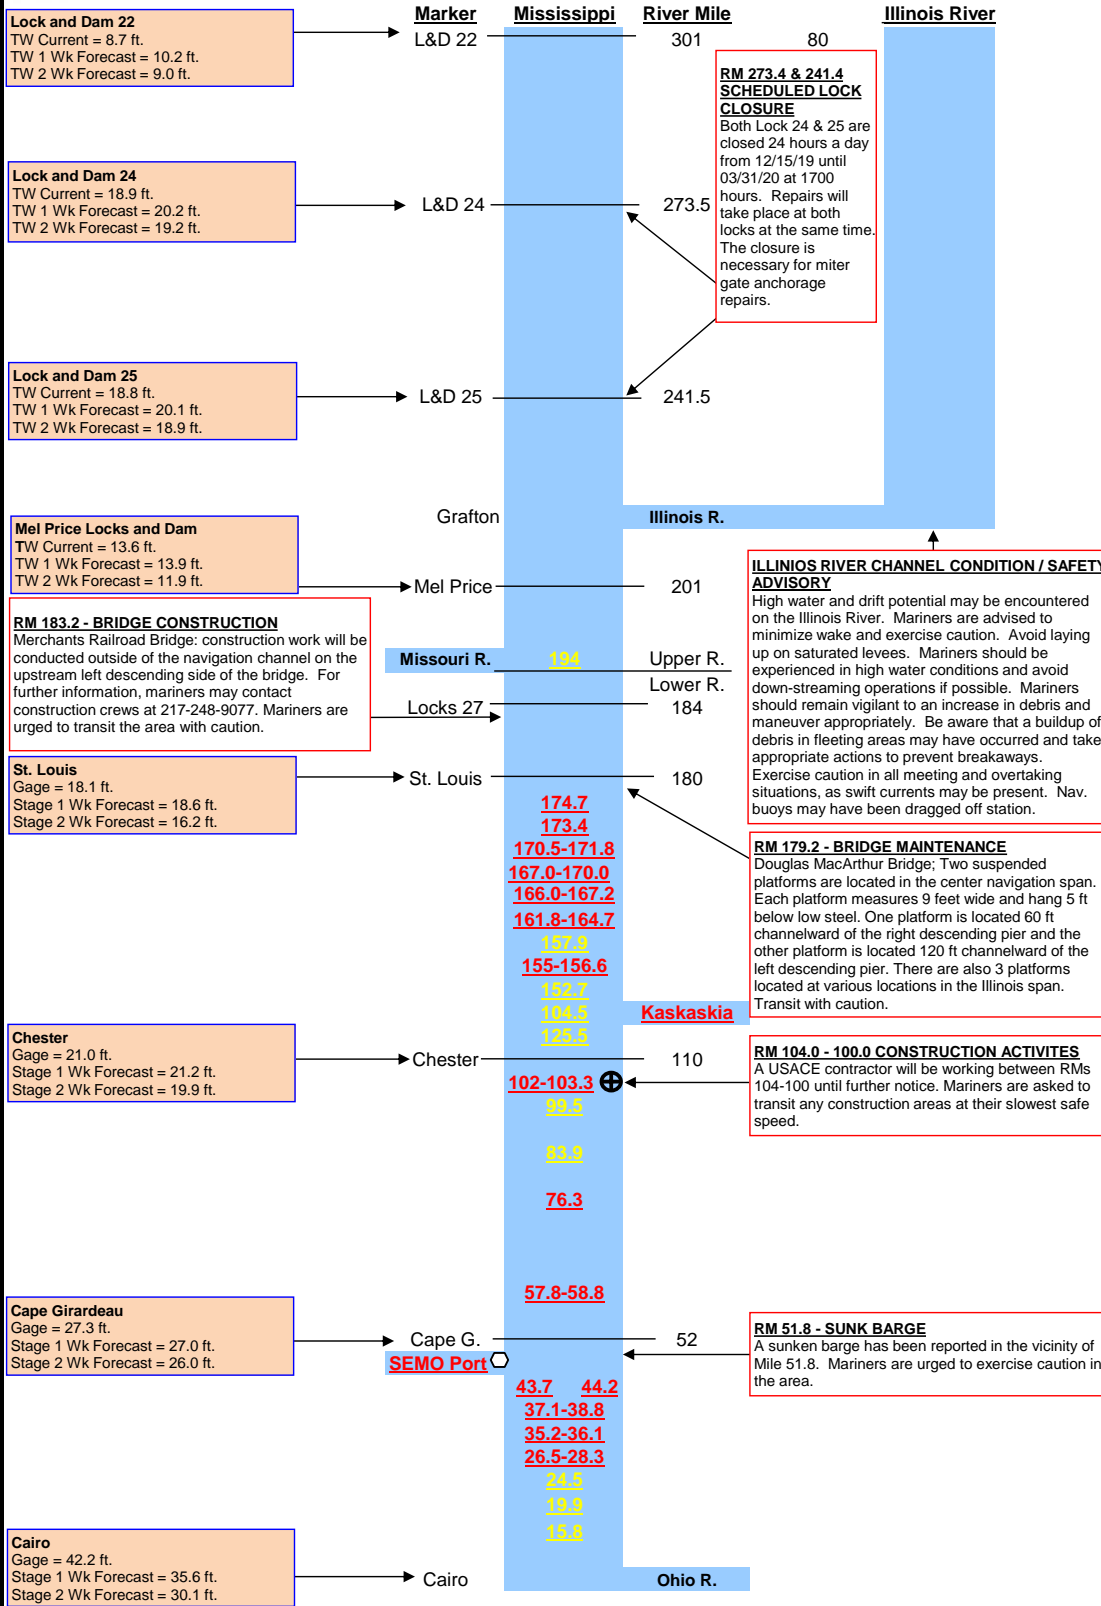 Marker Mississippi River Mile Illinois River
Lock and Dam 22
TW Current = 8.7 ft.
TW 1 Wk Forecast = 10.2 ft.
TW 2 Wk Forecast = 9.0 ft.
L&D 22 301 80
RM 273.4 & 241.4
SCHEDULED LOCK
CLOSURE
Both Lock 24 & 25 are
closed 24 hours a day
from 12/15/19 until
03/31/20 at 1700
hours. Repairs will
take place at both
locks at the same time.
The closure is
necessary for miter
gate anchorage
repairs.
Lock and Dam 24
TW Current = 18.9 ft.
TW 1 Wk Forecast = 20.2 ft.
TW 2 Wk Forecast = 19.2 ft.
L&D 24 273.5
Lock and Dam 25
TW Current = 18.8 ft.
TW 1 Wk Forecast = 20.1 ft.
TW 2 Wk Forecast = 18.9 ft.
L&D 25 241.5
Grafton Illinois R.
Mel Price Locks and Dam
TW Current = 13.6 ft.
TW 1 Wk Forecast = 13.9 ft.
TW 2 Wk Forecast = 11.9 ft.
Mel Price 201
ILLINIOS RIVER CHANNEL CONDITION / SAFETY
ADVISORY
High water and drift potential may be encountered
on the Illinois River. Mariners are advised to
minimize wake and exercise caution. Avoid laying
up on saturated levees. Mariners should be
experienced in high water conditions and avoid
down-streaming operations if possible. Mariners
should remain vigilant to an increase in debris and
maneuver appropriately. Be aware that a buildup of
debris in fleeting areas may have occurred and take
appropriate actions to prevent breakaways.
Exercise caution in all meeting and overtaking
situations, as swift currents may be present. Nav.
buoys may have been dragged off station.
RM 183.2 - BRIDGE CONSTRUCTION
Merchants Railroad Bridge: construction work will be
conducted outside of the navigation channel on the
upstream left descending side of the bridge. For
further information, mariners may contact
construction crews at 217-248-9077. Mariners are
urged to transit the area with caution.
Missouri R. 194 Upper R.
Lower R.
Locks 27 184
St. Louis
Gage = 18.1 ft.
Stage 1 Wk Forecast = 18.6 ft.
Stage 2 Wk Forecast = 16.2 ft.
St. Louis 180
174.7
173.4
170.5-171.8
167.0-170.0
166.0-167.2
161.8-164.7
157.9
155-156.6
152.7
104.5 Kaskaskia
125.5
RM 179.2 - BRIDGE MAINTENANCE
Douglas MacArthur Bridge; Two suspended
platforms are located in the center navigation span.
Each platform measures 9 feet wide and hang 5 ft
below low steel. One platform is located 60 ft
channelward of the right descending pier and the
other platform is located 120 ft channelward of the
left descending pier. There are also 3 platforms
located at various locations in the Illinois span.
Transit with caution.
Chester
Gage = 21.0 ft.
Stage 1 Wk Forecast = 21.2 ft.
Stage 2 Wk Forecast = 19.9 ft.
Chester 110
102-103.3
99.5
83.9
76.3
57.8-58.8
RM 104.0 - 100.0 CONSTRUCTION ACTIVITES
A USACE contractor will be working between RMs
104-100 until further notice. Mariners are asked to
transit any construction areas at their slowest safe
speed.
Cape Girardeau
Gage = 27.3 ft.
Stage 1 Wk Forecast = 27.0 ft.
Stage 2 Wk Forecast = 26.0 ft.
Cape G. 52
SEMO Port
RM 51.8 - SUNK BARGE
A sunken barge has been reported in the vicinity of
Mile 51.8. Mariners are urged to exercise caution in
the area.
43.7 44.2
37.1-38.8
35.2-36.1
26.5-28.3
24.5
19.9
15.8
Cairo
Gage = 42.2 ft.
Stage 1 Wk Forecast = 35.6 ft.
Stage 2 Wk Forecast = 30.1 ft.
Cairo Ohio R.